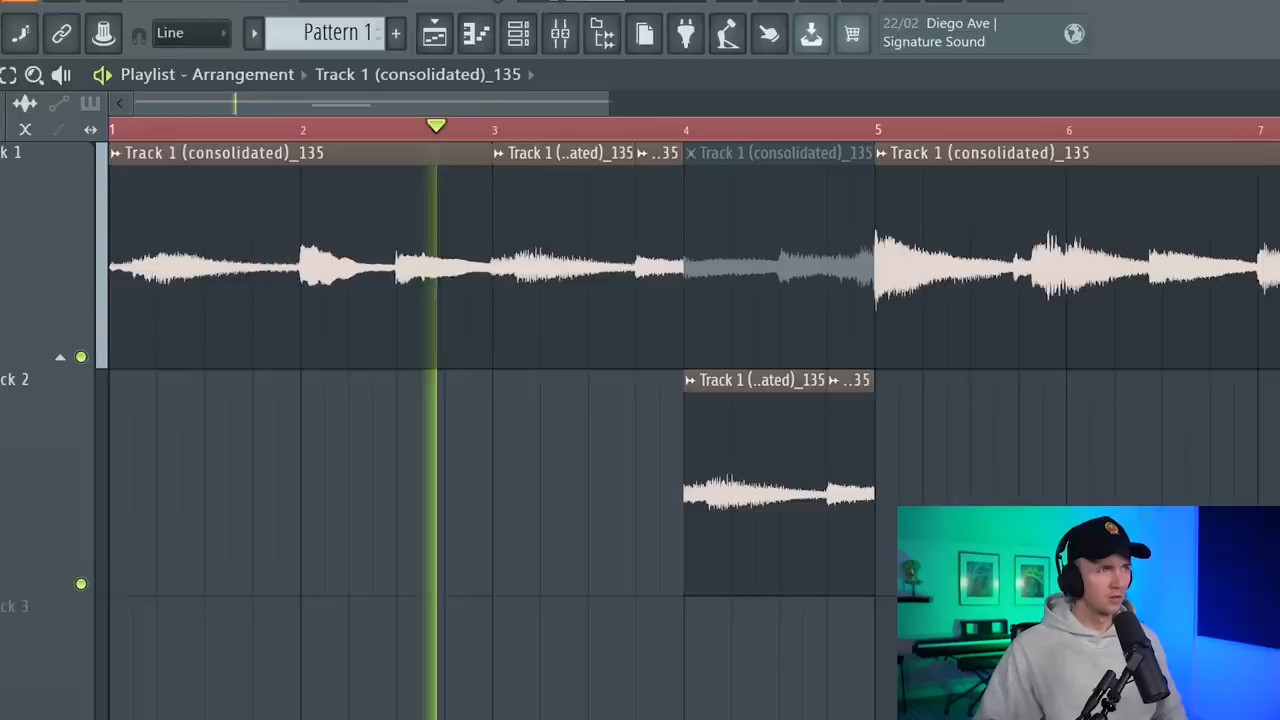 Line
Pattern 1
+
22/02 Diego Ave |
Signature Sound
Playlist - Arrangement
Track 1 (consolidated)_135
1 2 3 4 5 6 7
k 1
Track 1 (consolidated)_135
Track 1 (..ated)_135
..35
Track 1 (consolidated)_135
Track 1 (consolidated)_135
ck 2
Track 1 (..ated)_135
..35
ck 3